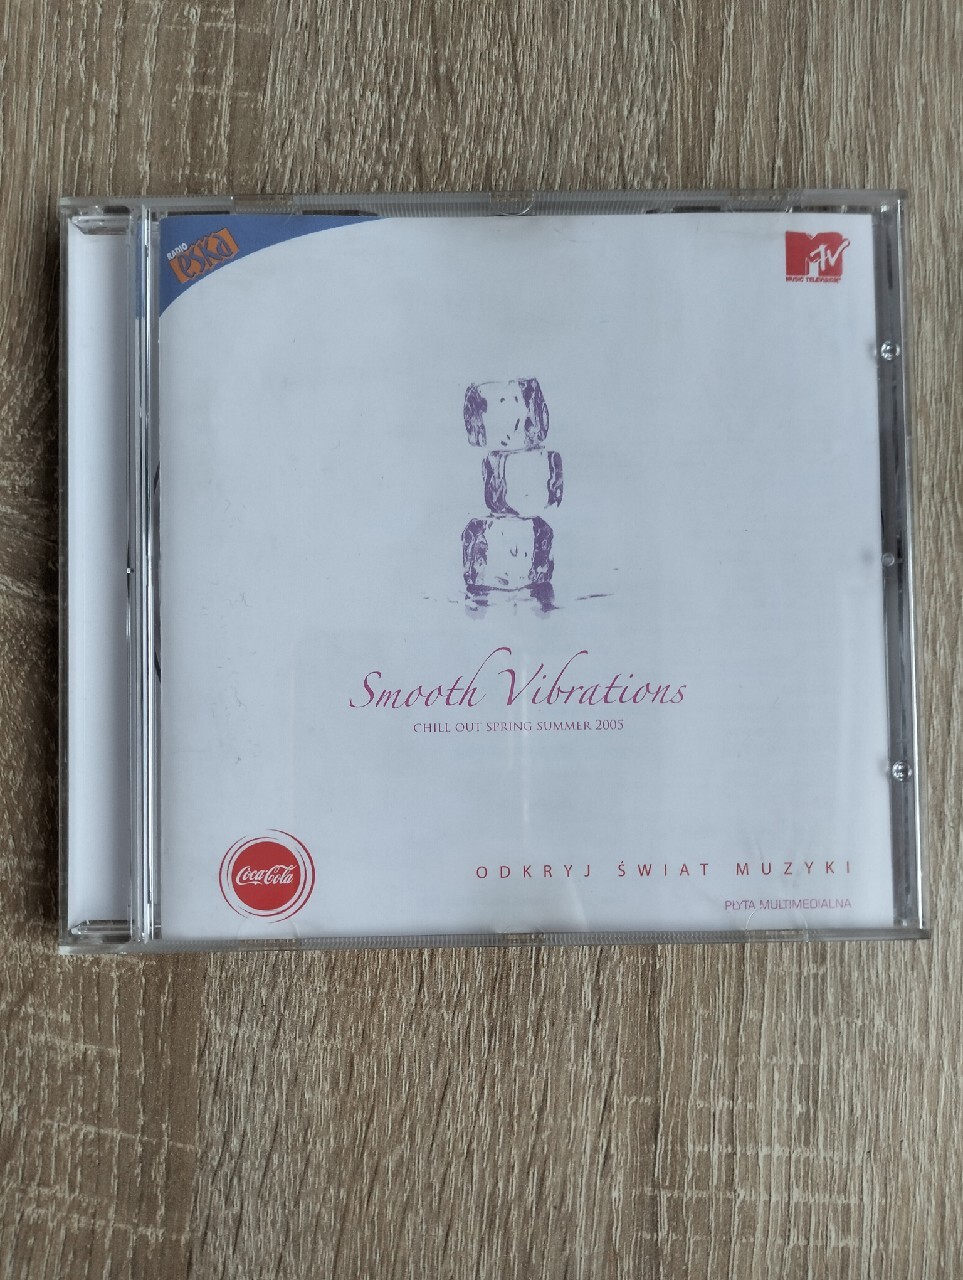 RADIO
eska
MTV
MUSIC TELEVISION®
Smooth Vibrations
CHILL OUT SPRING SUMMER 2005
Coca-Cola
ODKRYJ ŚWIAT MUZYKI
PŁYTA MULTIMEDIALNA